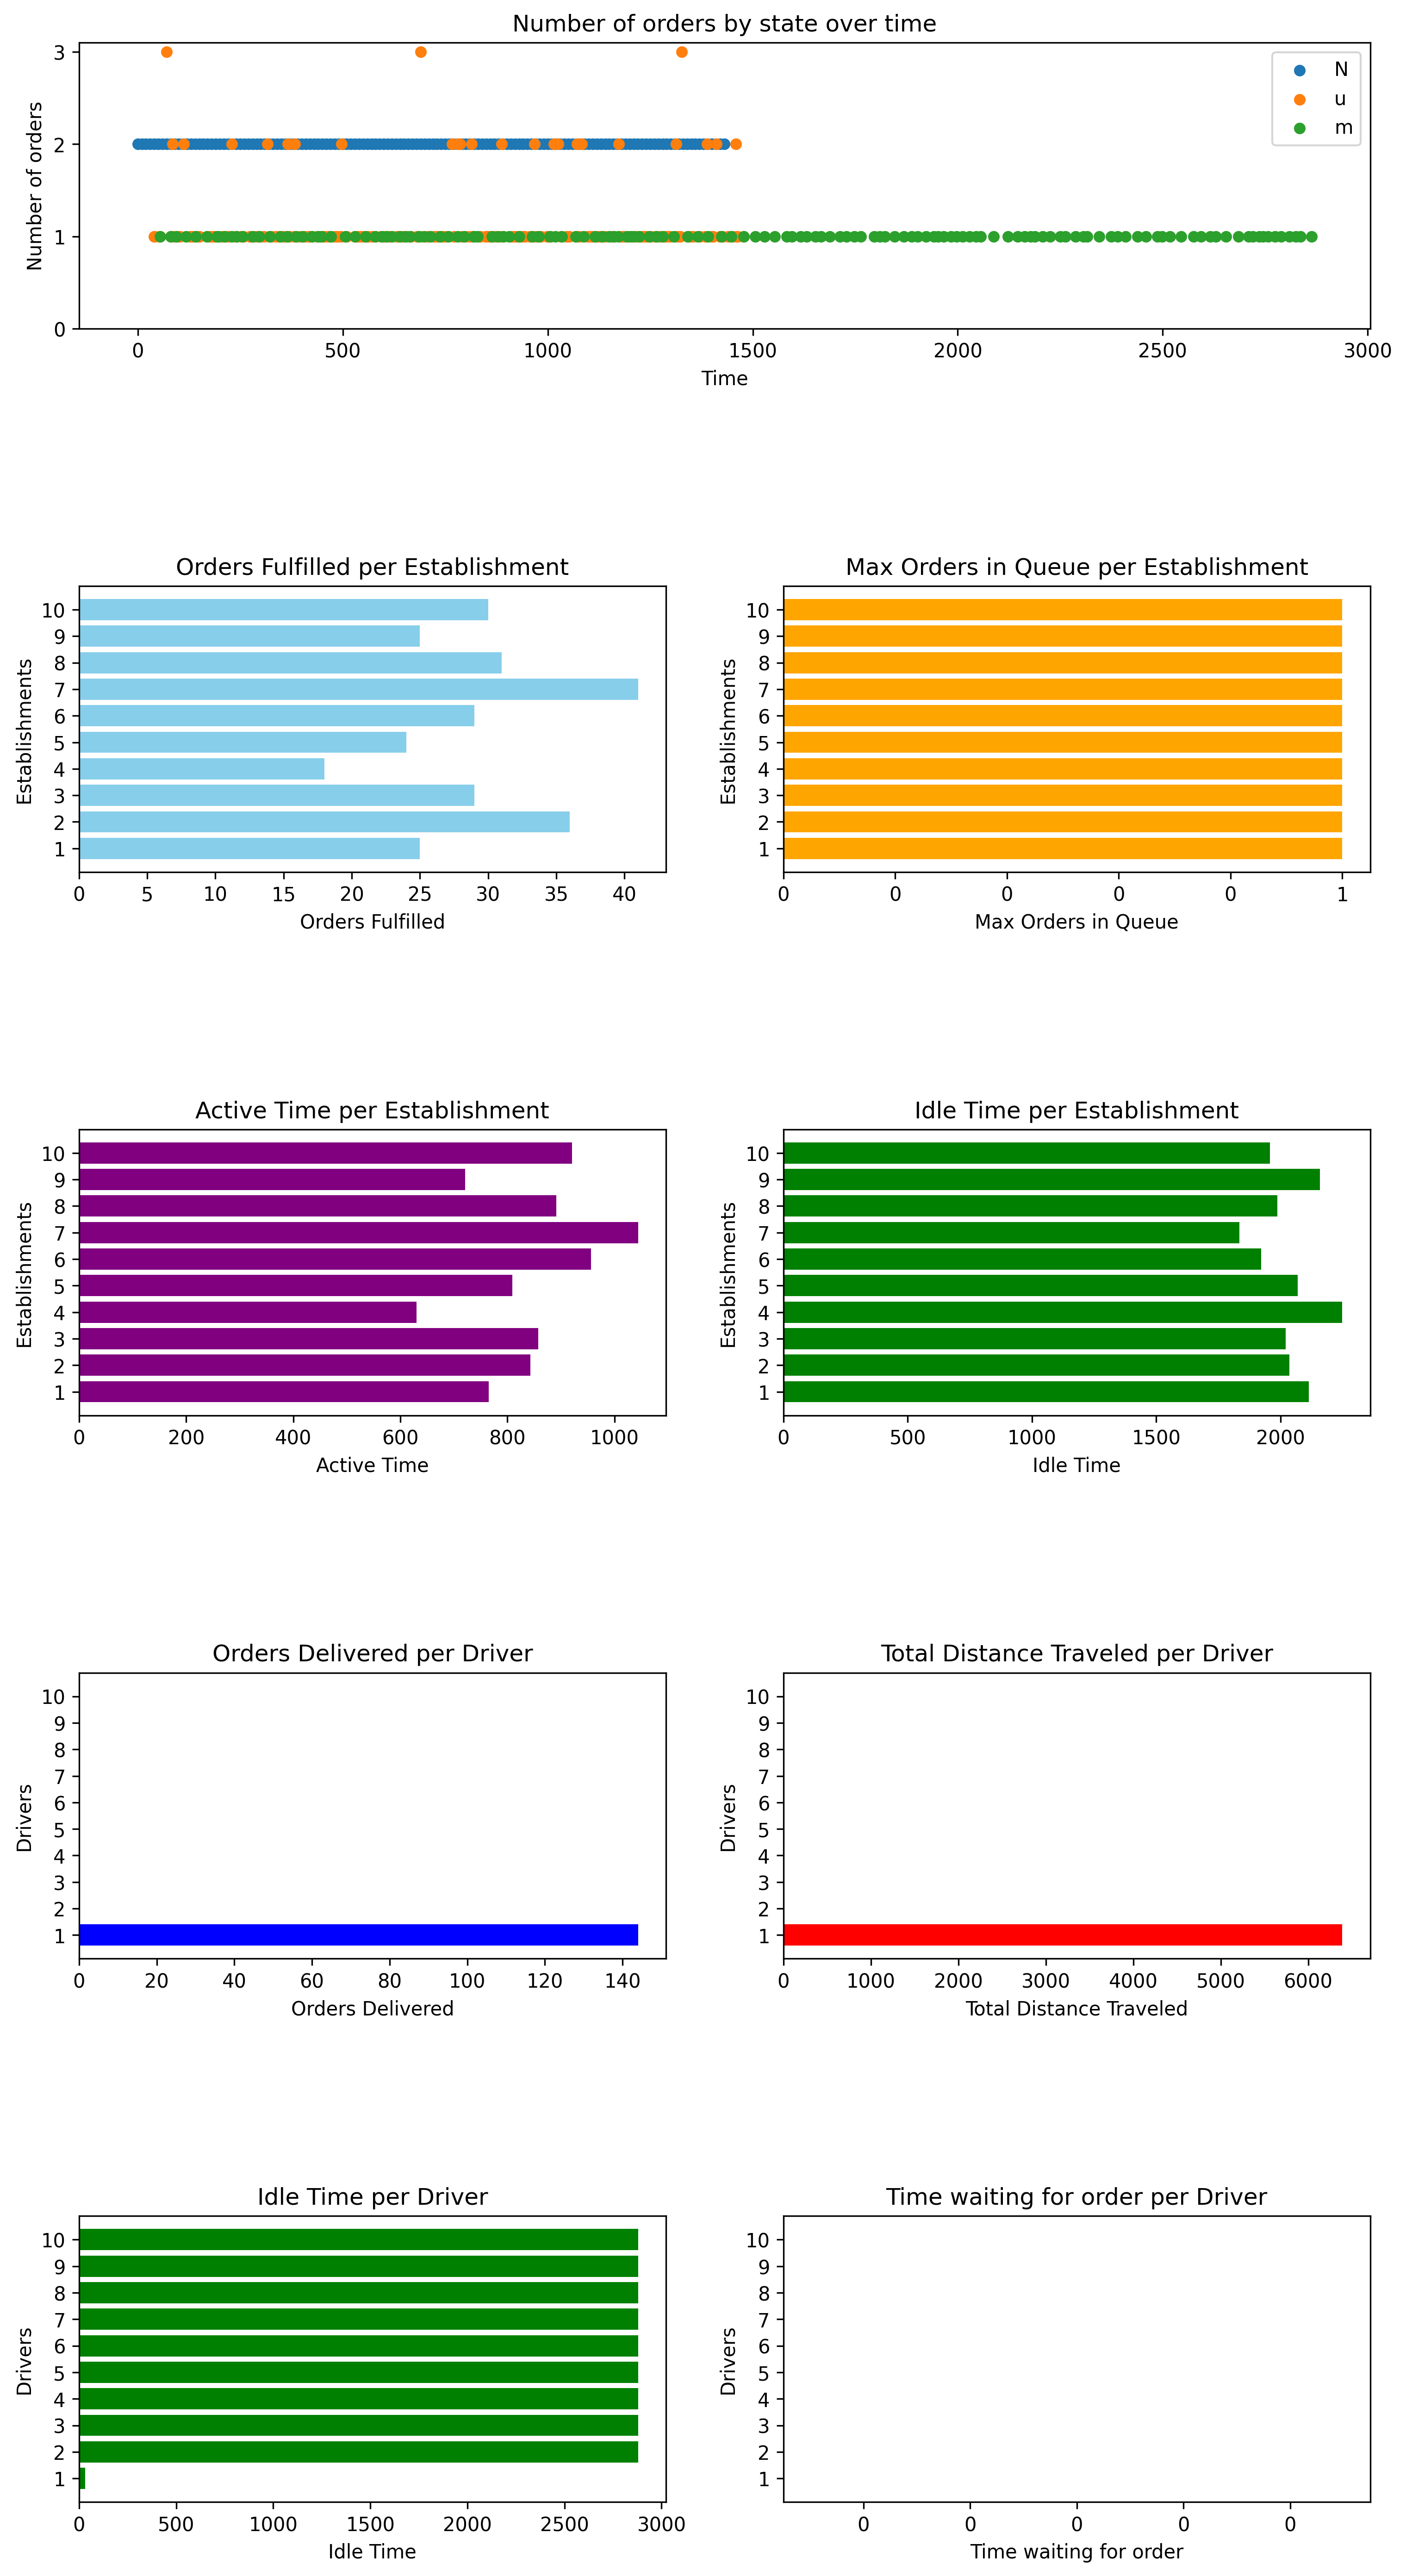 Number of orders by state over time
Number of orders
3
2
1
0
N
u
m
0 500 1000 1500 2000 2500 3000
Time
Orders Fulfilled per Establishment
Establishments
10
9
8
7
6
5
4
3
2
1
0 5 10 15 20 25 30 35 40
Orders Fulfilled
Max Orders in Queue per Establishment
Establishments
10
9
8
7
6
5
4
3
2
1
0 0 0 0 0 1
Max Orders in Queue
Active Time per Establishment
Establishments
10
9
8
7
6
5
4
3
2
1
0 200 400 600 800 1000
Active Time
Idle Time per Establishment
Establishments
10
9
8
7
6
5
4
3
2
1
0 500 1000 1500 2000
Idle Time
Orders Delivered per Driver
Drivers
10
9
8
7
6
5
4
3
2
1
0 20 40 60 80 100 120 140
Orders Delivered
Total Distance Traveled per Driver
Drivers
10
9
8
7
6
5
4
3
2
1
0 1000 2000 3000 4000 5000 6000
Total Distance Traveled
Idle Time per Driver
Drivers
10
9
8
7
6
5
4
3
2
1
0 500 1000 1500 2000 2500 3000
Idle Time
Time waiting for order per Driver
Drivers
10
9
8
7
6
5
4
3
2
1
0 0 0 0 0
Time waiting for order